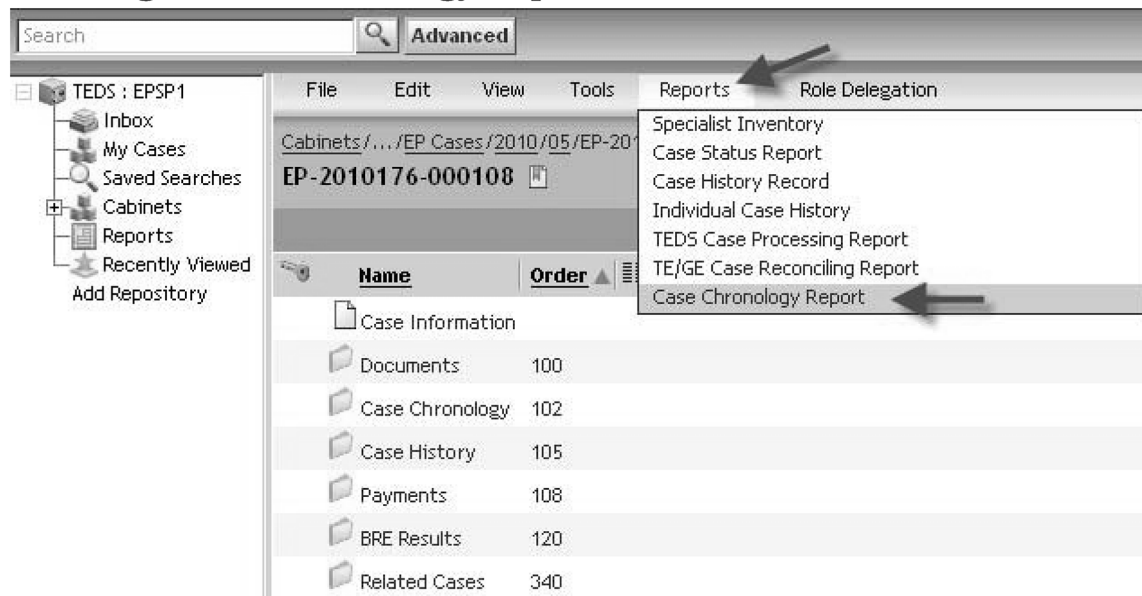 Search Advanced
TEDS : EPSP1
Inbox
My Cases
Saved Searches
Cabinets
Reports
Recently Viewed
Add Repository
File Edit View Tools Reports Role Delegation
Cabinets/.../EP Cases/2010/05/EP-201
EP-2010176-000108
Specialist Inventory
Case Status Report
Case History Record
Individual Case History
TEDS Case Processing Report
TE/GE Case Reconciling Report
Case Chronology Report
Name Order
Case Information
Documents 100
Case Chronology 102
Case History 105
Payments 108
BRE Results 120
Related Cases 340